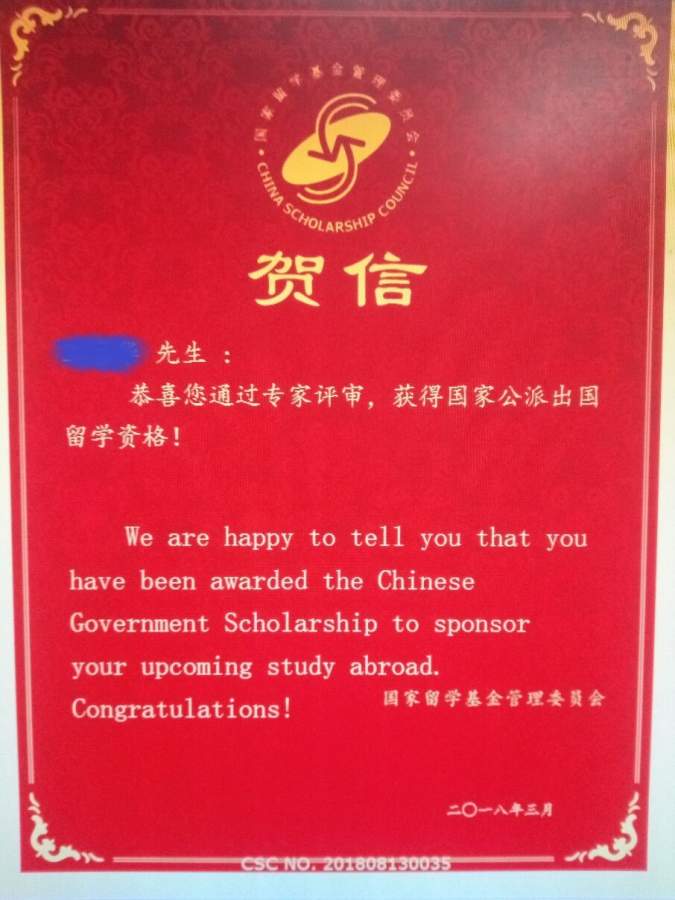 国家留学基金管理委员会
CHINA SCHOLARSHIP COUNCIL
贺信
先生：
恭喜您通过专家评审，获得国家公派出国
留学资格！
We are happy to tell you that you
have been awarded the Chinese
Government Scholarship to sponsor
your upcoming study abroad.
Congratulations!
国家留学基金管理委员会
二〇一八年三月
CSC NO. 201808130035